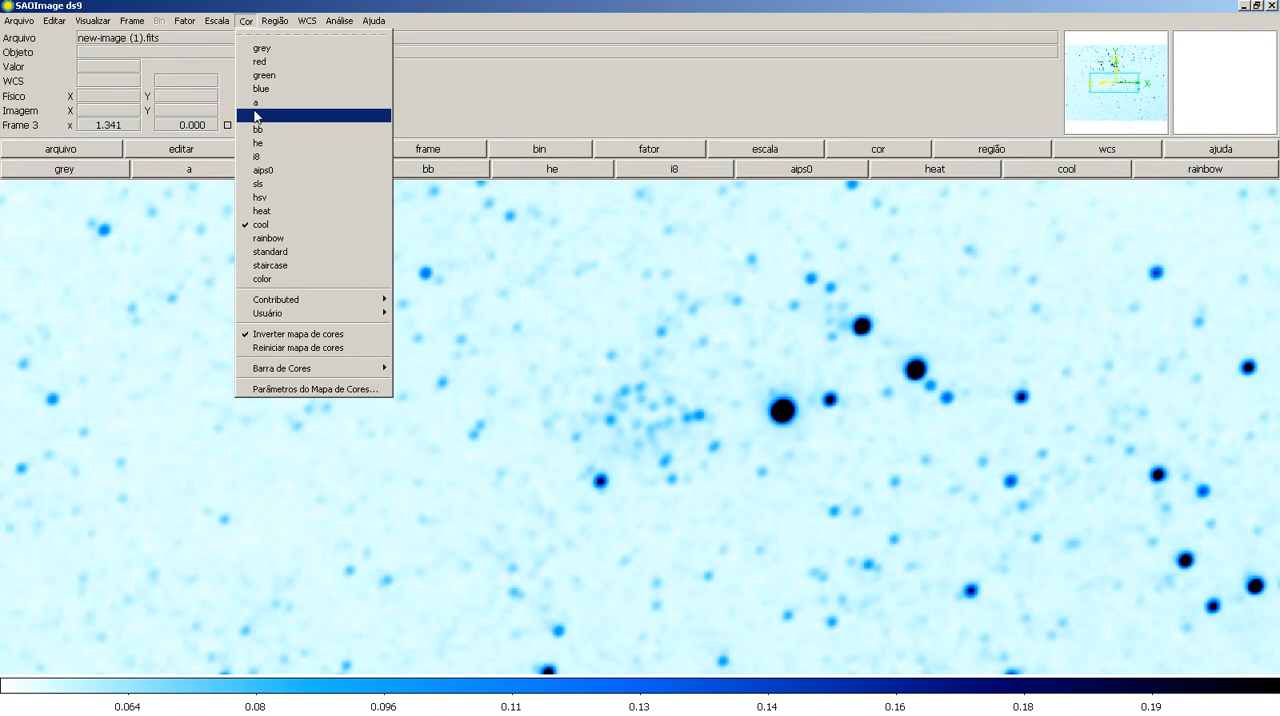 SAOImage ds9
Arquivo Editar Visualizar Frame Bin Fator Escala Cor Região WCS Análise Ajuda
Arquivo new-image (1).fits
Objeto
Valor
WCS
Físico X Y
Imagem X Y
Frame 3 x 1.341 0.000
grey
red
green
blue
a
bb
he
i8
aips0
sls
hsv
heat
cool
rainbow
standard
staircase
color
Contributed
Usuário
Inverter mapa de cores
Reiniciar mapa de cores
Barra de Cores
Parâmetros do Mapa de Cores...
Y
X
arquivo editar frame bin fator escala cor região wcs ajuda
grey a bb he i8 aips0 heat cool rainbow
0.064 0.08 0.096 0.11 0.13 0.14 0.16 0.18 0.19